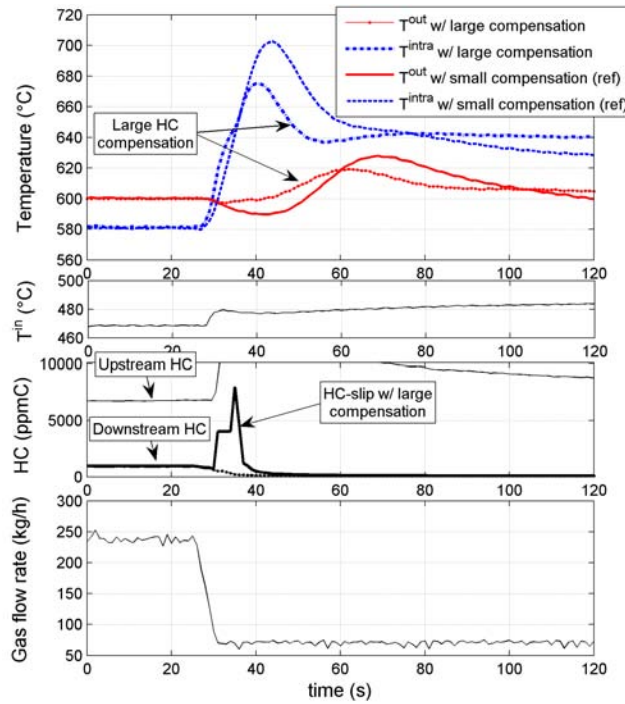 720
700
680
660
640
620
600
580
560
Temperature (°C)
T^out w/ large compensation
T^intra w/ large compensation
T^out w/ small compensation (ref)
T^intra w/ small compensation (ref)
Large HC
compensation
0 20 40 60 80 100 120
500
480
460
T^in (°C)
0 20 40 60 80 100 120
10000
5000
0
HC (ppmC)
Upstream HC
Downstream HC
HC-slip w/ large
compensation
0 20 40 60 80 100 120
300
250
200
150
100
50
Gas flow rate (kg/h)
0 20 40 60 80 100 120
time (s)